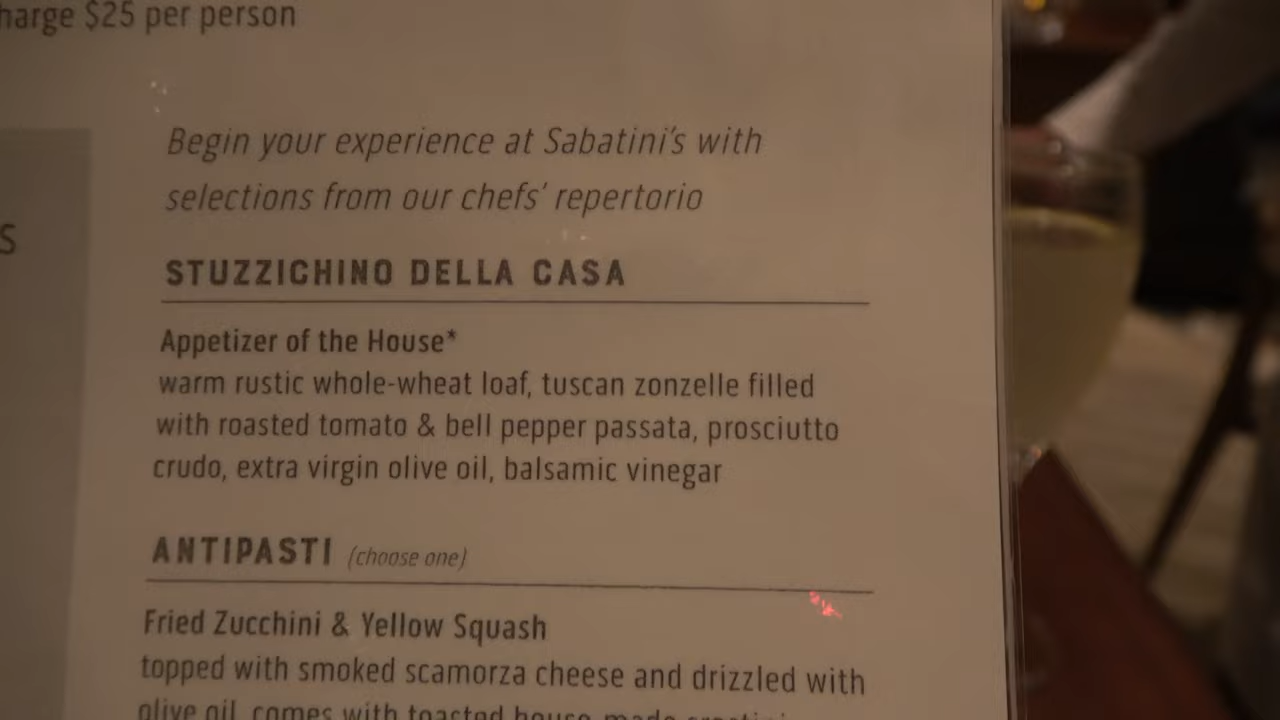 harge $25 per person
Begin your experience at Sabatini's with
selections from our chefs' repertorio
S
STUZZICHINO DELLA CASA
Appetizer of the House*
warm rustic whole-wheat loaf, tuscan zonzelle filled
with roasted tomato & bell pepper passata, prosciutto
crudo, extra virgin olive oil, balsamic vinegar
ANTIPASTI (choose one)
Fried Zucchini & Yellow Squash
topped with smoked scamorza cheese and drizzled with
olive oil, comes with toasted house-made